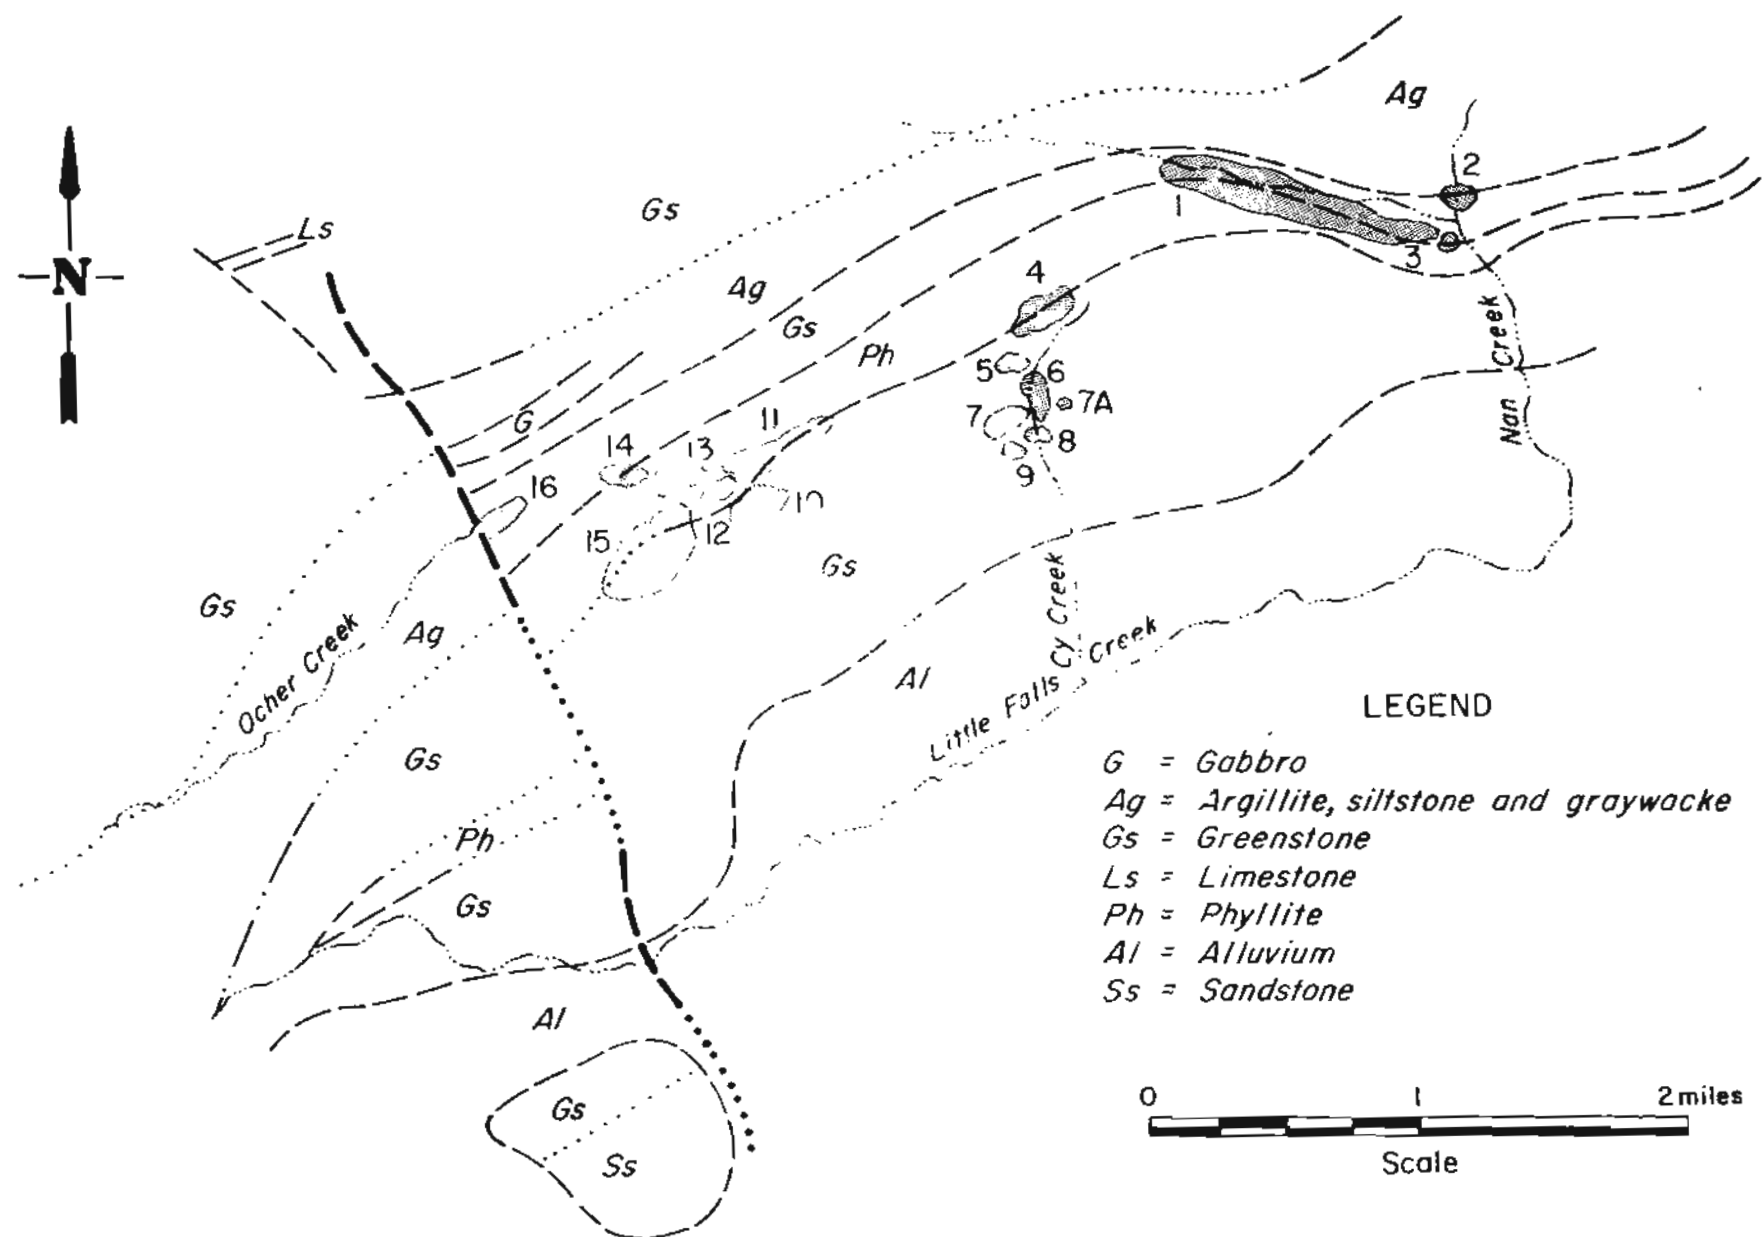 Ag
2
Gs
Ls
1
N
3
4
Ag
Gs
Ph
Nan Creek
5
6
7
7A
8
9
G
11
14
13
16
10
12
15
Gs
Gs
Ag
Ocher Creek
Cy Creek
Al
Little Falls Creek
Gs
Ph
Gs
Al
Gs
Ss
LEGEND
G = Gabbro
Ag = Argillite, siltstone and graywacke
Gs = Greenstone
Ls = Limestone
Ph = Phyllite
Al = Alluvium
Ss = Sandstone
0 1 2 miles
Scale